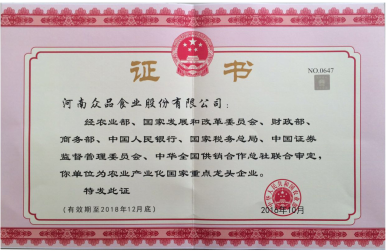 证书
NO.0647
河南众品食业股份有限公司：
经农业部、国家发展和改革委员会、财政部、
商务部、中国人民银行、国家税务总局、中国证券
监督管理委员会、中华全国供销合作总社联合审定，
你单位为农业产业化国家重点龙头企业。
特发此证
（有效期至2018年12月底）
2016年10月